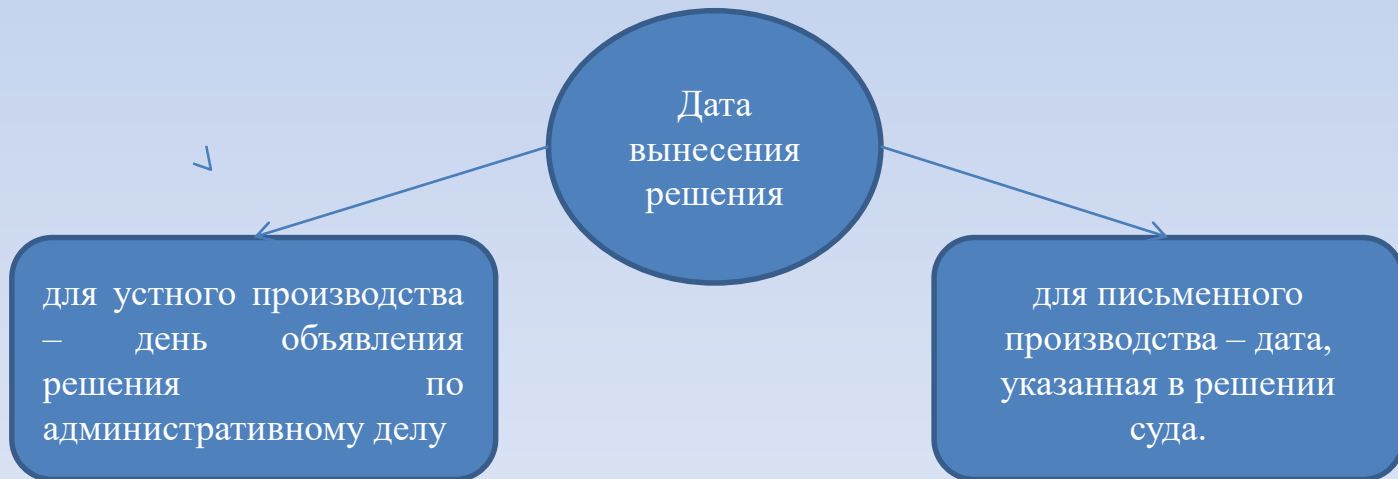 Дата
вынесения
решения
для устного производства
– день объявления
решения по
административному делу
для письменного
производства – дата,
указанная в решении
суда.